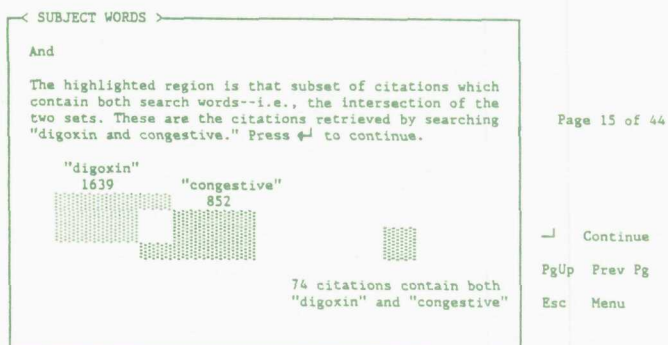 < SUBJECT WORDS >
And
The highlighted region is that subset of citations which
contain both search words--i.e., the intersection of the
two sets. These are the citations retrieved by searching
"digoxin and congestive." Press ↵ to continue.
Page 15 of 44
"digoxin"
1639
"congestive"
852
74 citations contain both
"digoxin" and "congestive"
↵ Continue
PgUp Prev Pg
Esc Menu